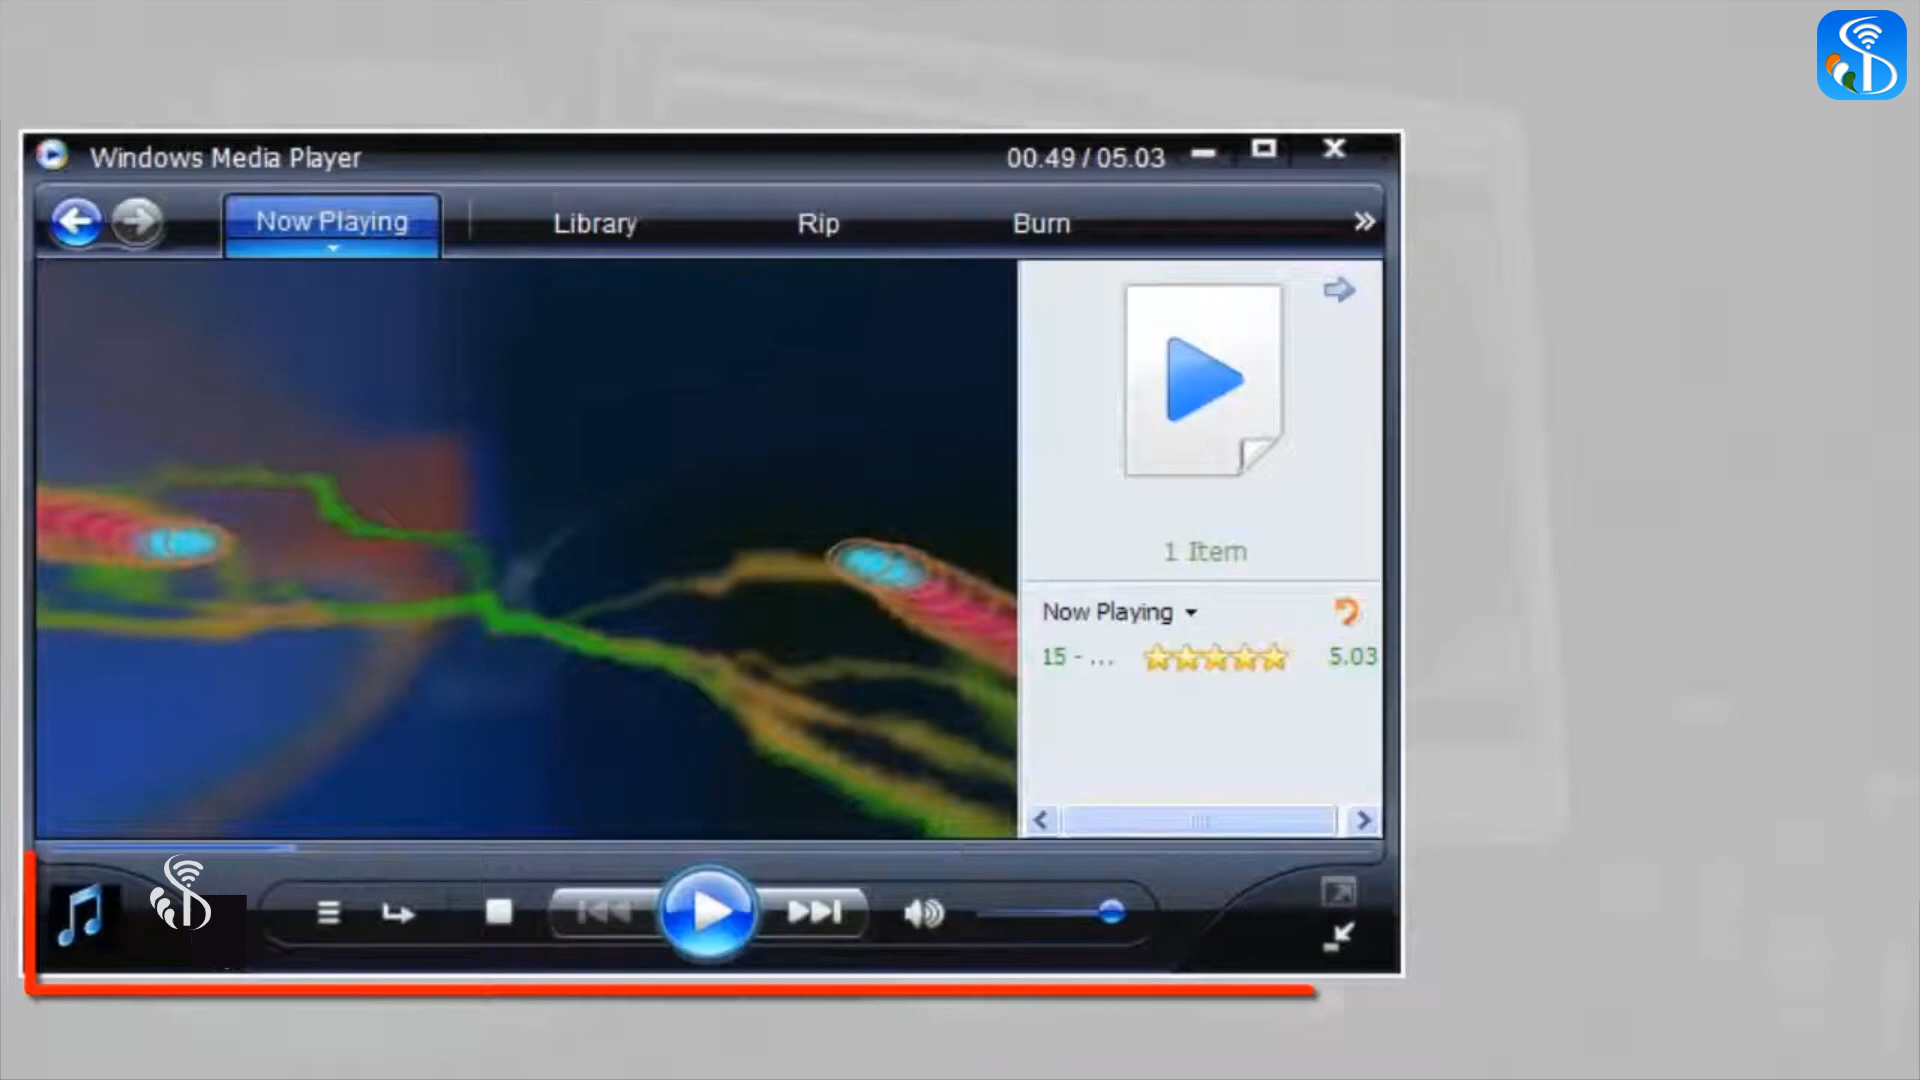 Windows Media Player 00.49 / 05.03
Now Playing Library Rip Burn
1 Item
Now Playing
15 - ... 5.03